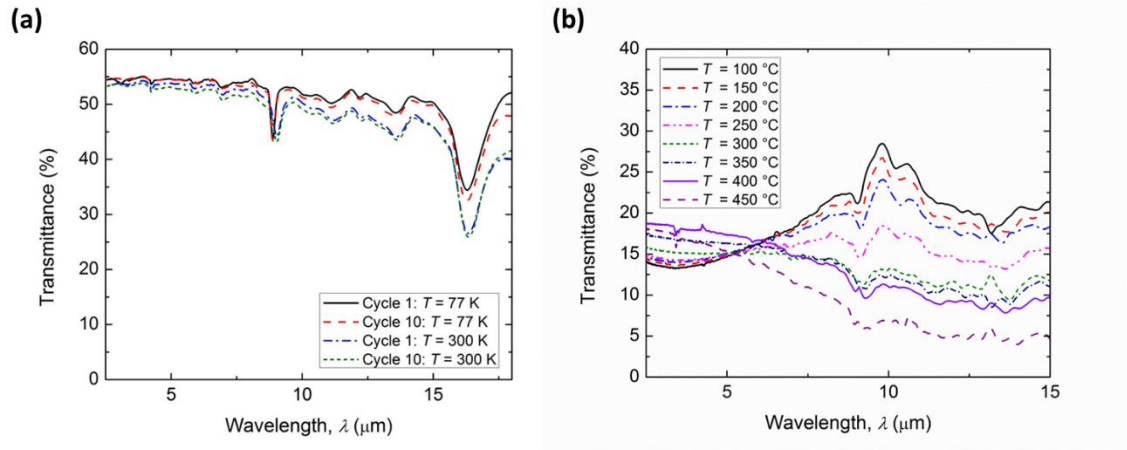 (a)
60
50
40
30
20
10
0
Transmittance (%)
Cycle 1: T = 77 K
Cycle 10: T = 77 K
Cycle 1: T = 300 K
Cycle 10: T = 300 K
5 10 15
Wavelength, λ (μm)
(b)
40
35
30
25
20
15
10
5
0
Transmittance (%)
T = 100 °C
T = 150 °C
T = 200 °C
T = 250 °C
T = 300 °C
T = 350 °C
T = 400 °C
T = 450 °C
5 10 15
Wavelength, λ (μm)